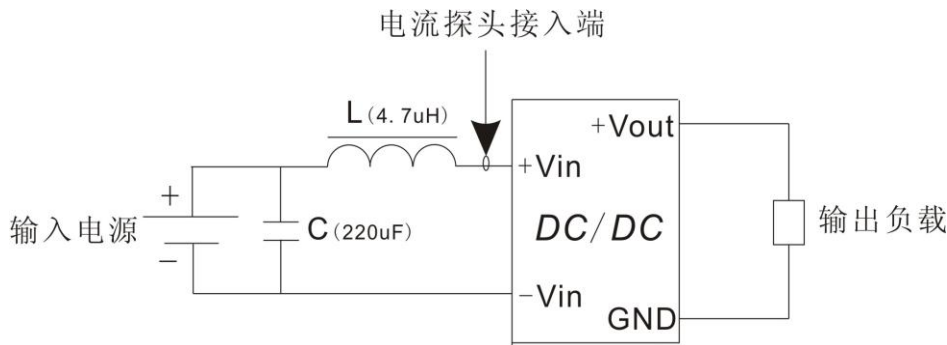 电流探头接入端
L(4.7uH)
+Vout
+Vin
+
输入电源
C(220uF)
DC/DC
输出负载
−
−Vin
GND